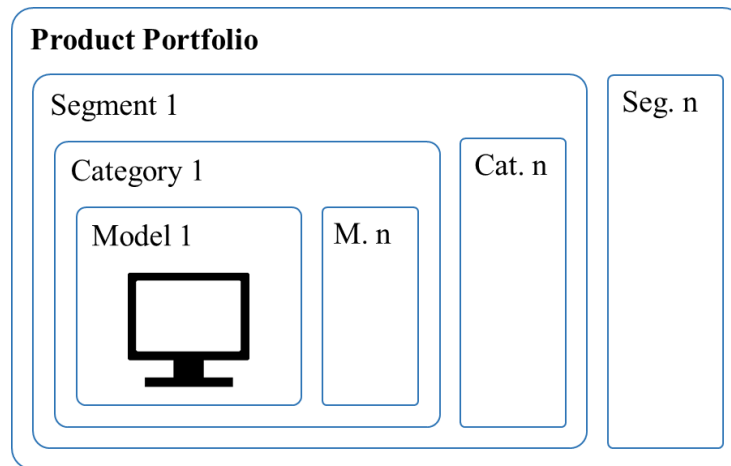 Product Portfolio
Segment 1
Seg. n
Category 1
Cat. n
Model 1
M. n